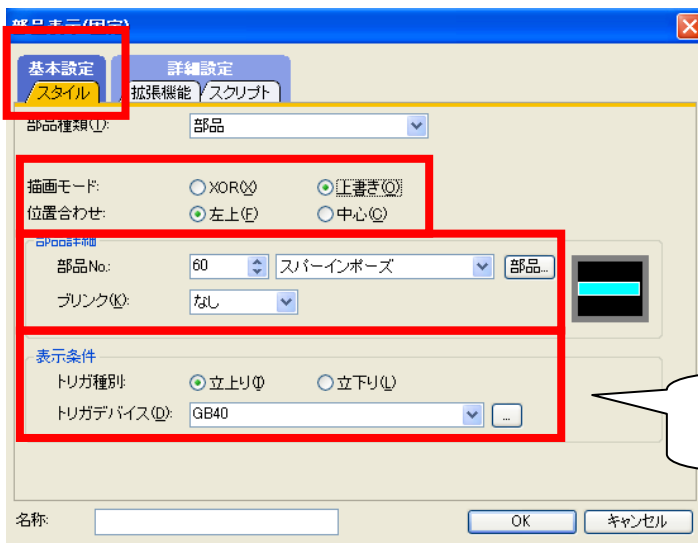 部品表示(固定)
基本設定 詳細設定
スタイル 拡張機能 スクリプト
部品種類(T): 部品
描画モード: XOR(X) 上書き(O)
位置合わせ: 左上(F) 中心(C)
部品詳細
部品No.: 60 スパーインポーズ 部品...
ブリンク(K): なし
表示条件
トリガ種別: 立上り(I) 立下り(L)
トリガデバイス(D): GB40 ...
名称: OK キャンセル